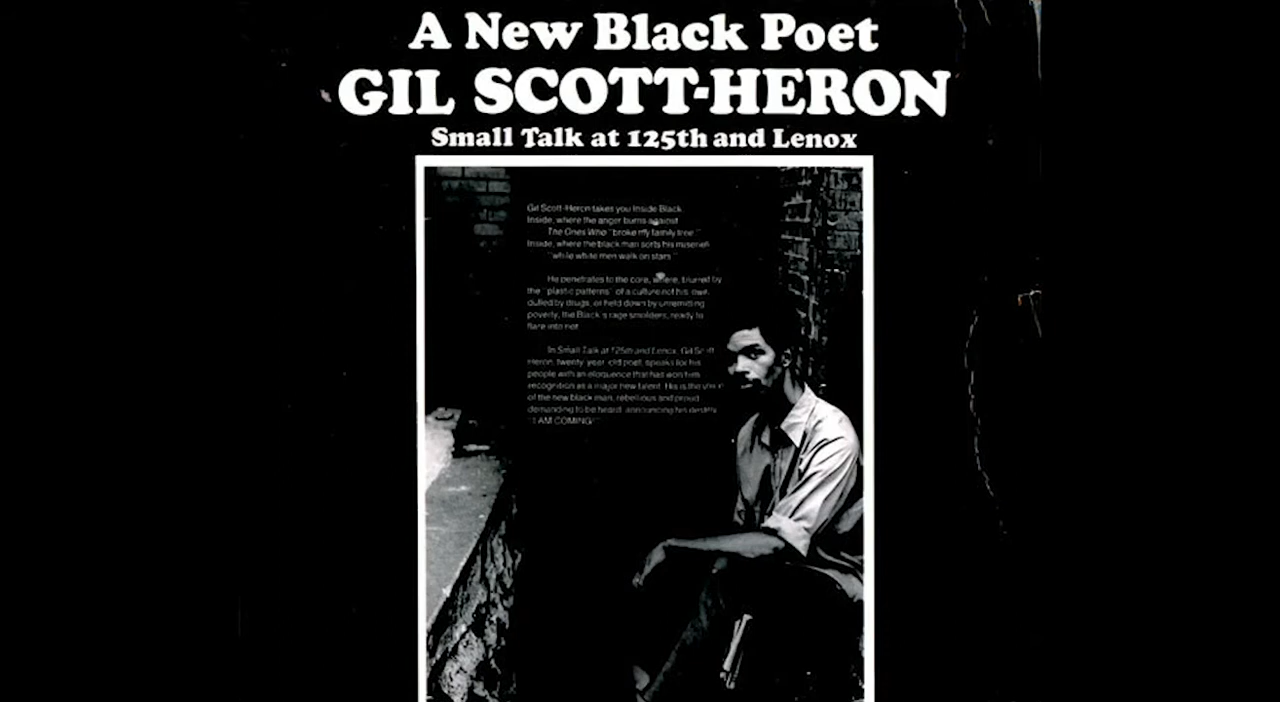 A New Black Poet
GIL SCOTT-HERON
Small Talk at 125th and Lenox
Gil Scott-Heron takes you Inside Black.
Inside, where the anger burns against
The Ones Who "broke my family tree."
Inside, where the black man sorts his miseries
"while white men walk on stars."
He penetrates to the core, where, blurred by
the "plastic patterns" of a culture not his own,
dulled by drugs, or held down by unremitting
poverty, the Black's rage smolders, ready to
flare into riot.
In Small Talk at 125th and Lenox, Gil Scott-
Heron, twenty-year-old poet, speaks for his
people with an eloquence that has won him
recognition as a major new talent. His is the voice
of the new black man, rebellious and proud,
demanding to be heard, announcing his destiny:
"I AM COMING!"